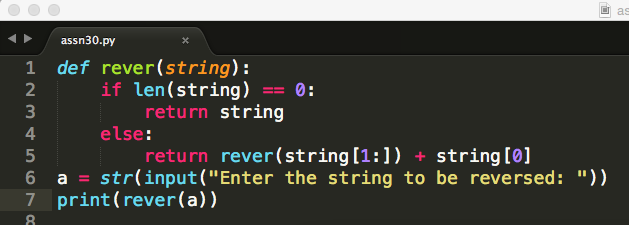 as
assn30.py ×
1 def rever(string):
2     if len(string) == 0:
3         return string
4     else:
5         return rever(string[1:]) + string[0]
6 a = str(input("Enter the string to be reversed: "))
7 print(rever(a))
8